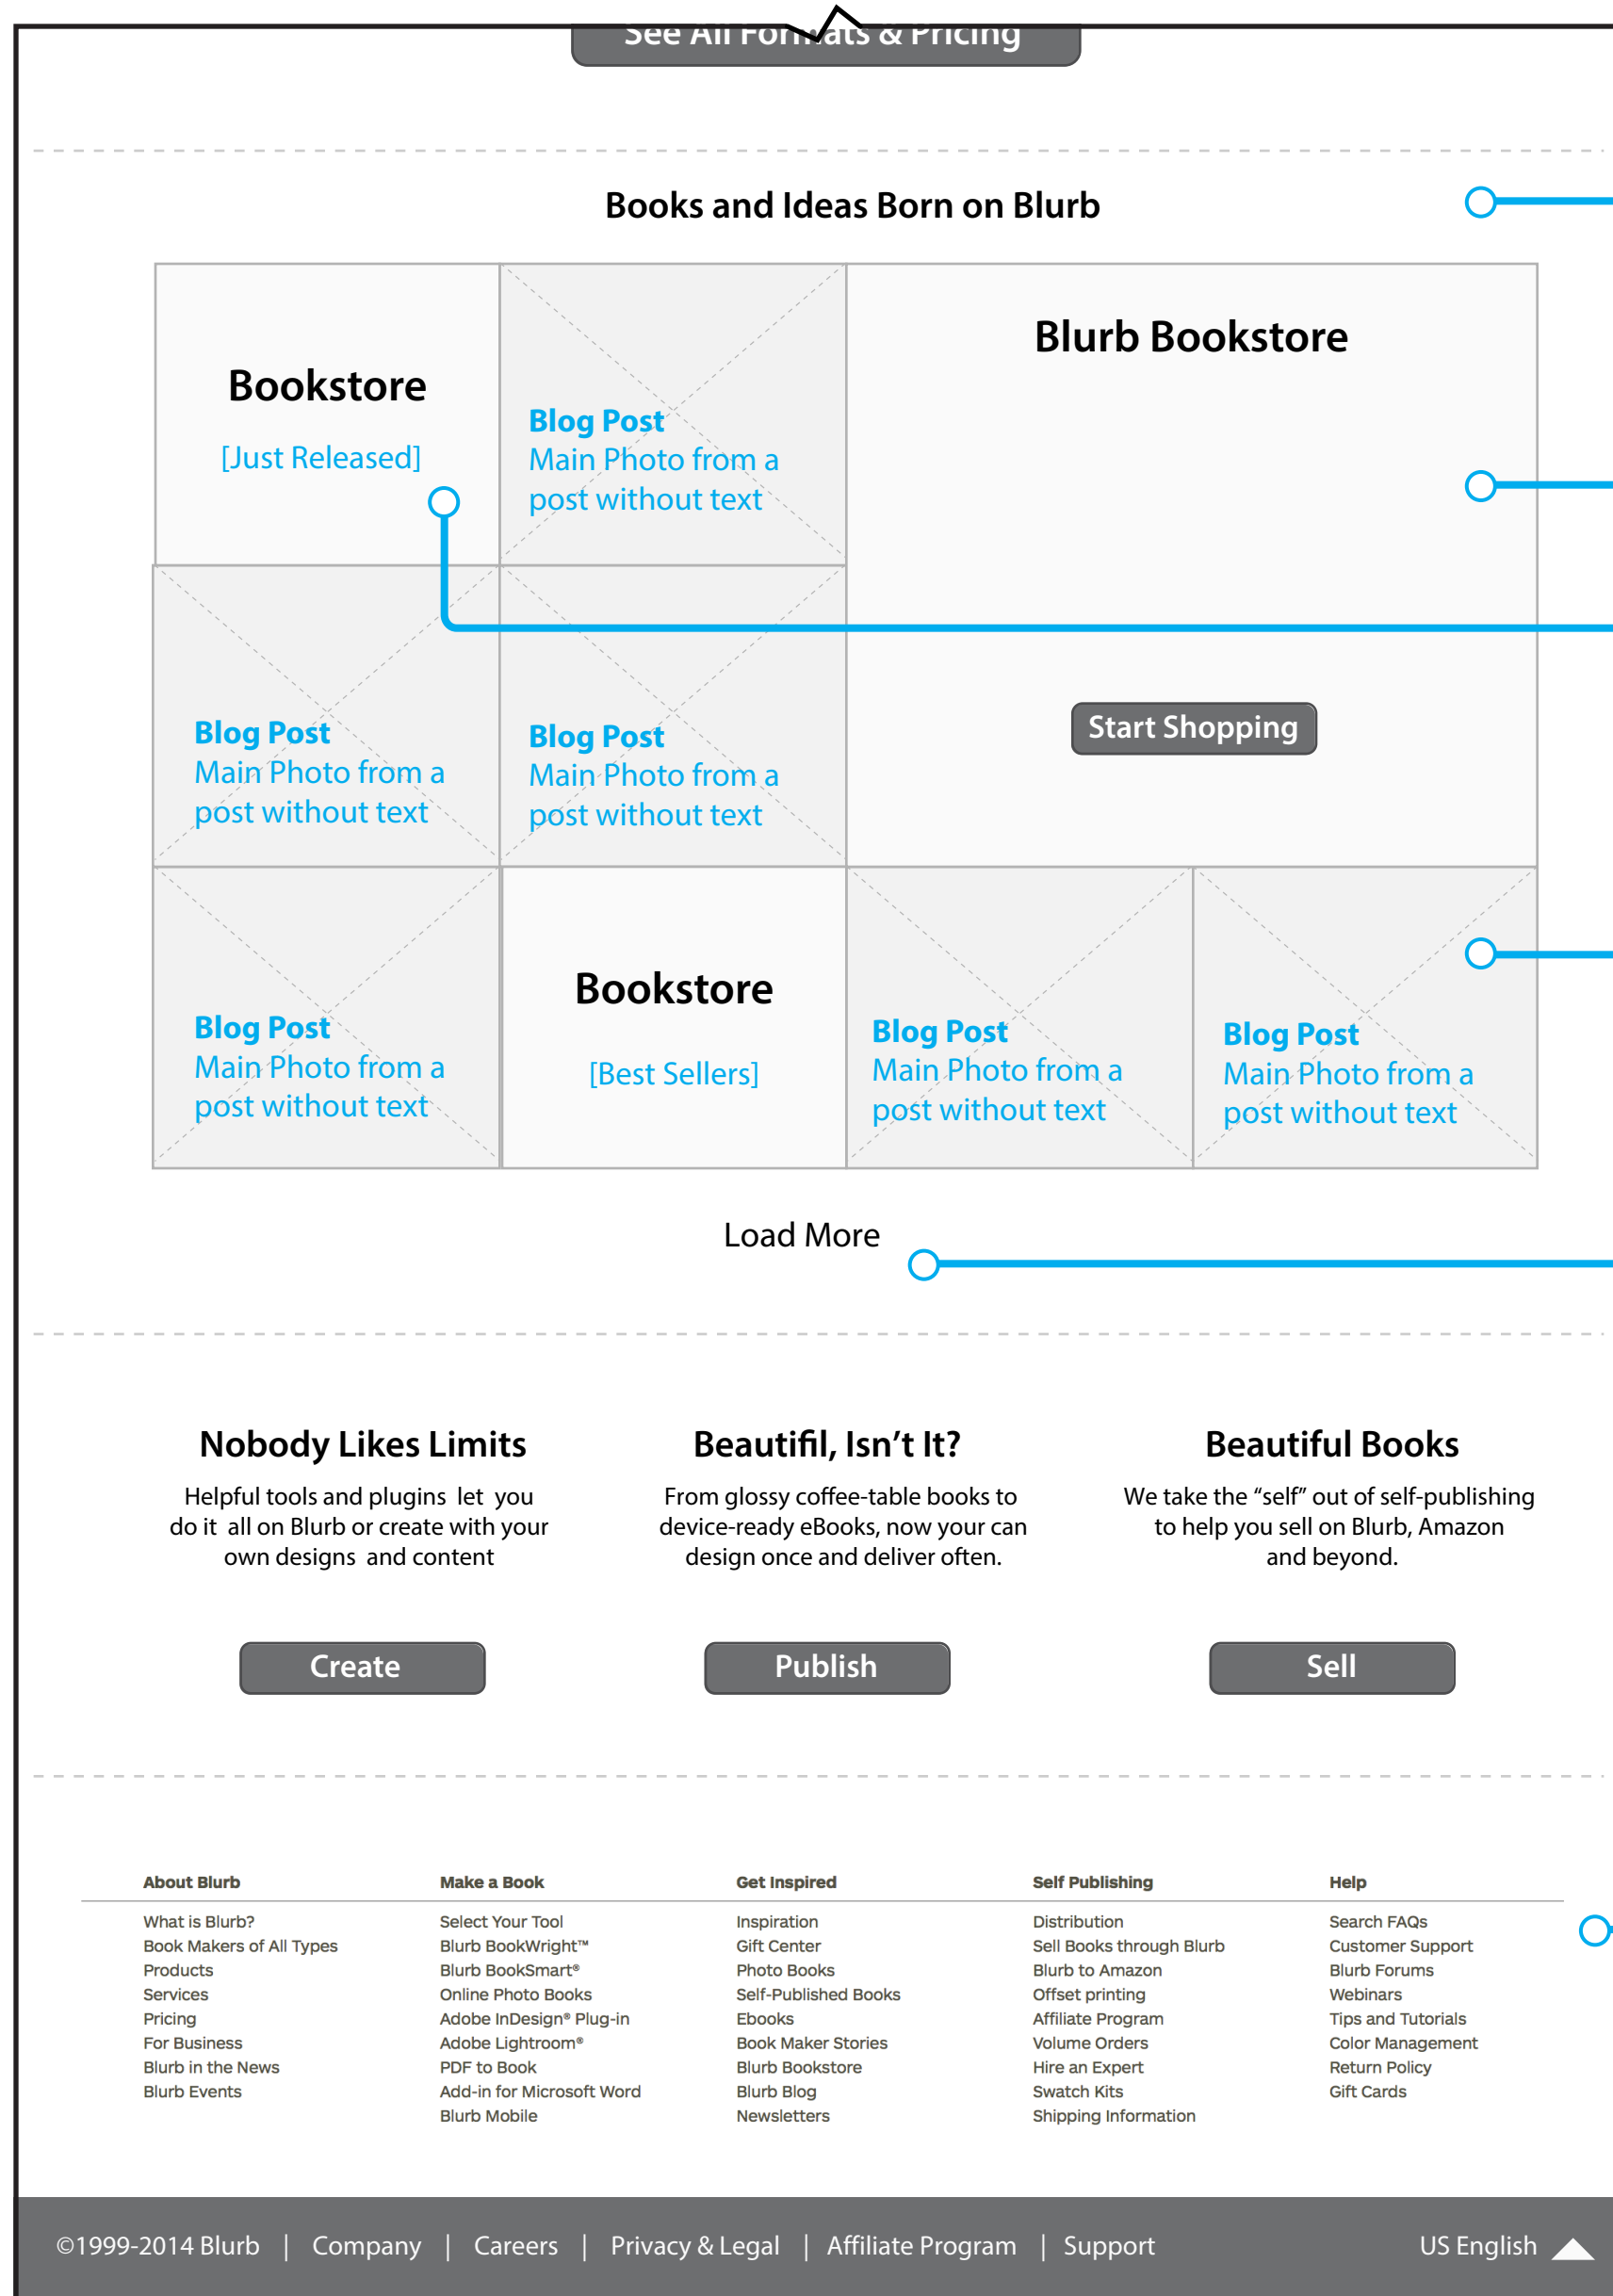 See All Formats & Pricing
Books and Ideas Born on Blurb
Bookstore
[Just Released]
Blog Post
Main Photo from a
post without text
Blurb Bookstore
Blog Post
Main Photo from a
post without text
Blog Post
Main Photo from a
post without text
Start Shopping
Blog Post
Main Photo from a
post without text
Bookstore
[Best Sellers]
Blog Post
Main Photo from a
post without text
Blog Post
Main Photo from a
post without text
Load More
Nobody Likes Limits
Helpful tools and plugins let you
do it all on Blurb or create with your
own designs and content
Create
Beautifil, Isn't It?
From glossy coffee-table books to
device-ready eBooks, now your can
design once and deliver often.
Publish
Beautiful Books
We take the “self” out of self-publishing
to help you sell on Blurb, Amazon
and beyond.
Sell
About Blurb
What is Blurb?
Book Makers of All Types
Products
Services
Pricing
For Business
Blurb in the News
Blurb Events
Make a Book
Select Your Tool
Blurb BookWright™
Blurb BookSmart®
Online Photo Books
Adobe InDesign® Plug-in
Adobe Lightroom®
PDF to Book
Add-in for Microsoft Word
Blurb Mobile
Get Inspired
Inspiration
Gift Center
Photo Books
Self-Published Books
Ebooks
Book Maker Stories
Blurb Bookstore
Blurb Blog
Newsletters
Self Publishing
Distribution
Sell Books through Blurb
Blurb to Amazon
Offset printing
Affiliate Program
Volume Orders
Hire an Expert
Swatch Kits
Shipping Information
Help
Search FAQs
Customer Support
Blurb Forums
Webinars
Tips and Tutorials
Color Management
Return Policy
Gift Cards
©1999-2014 Blurb | Company | Careers | Privacy & Legal | Affiliate Program | Support US English